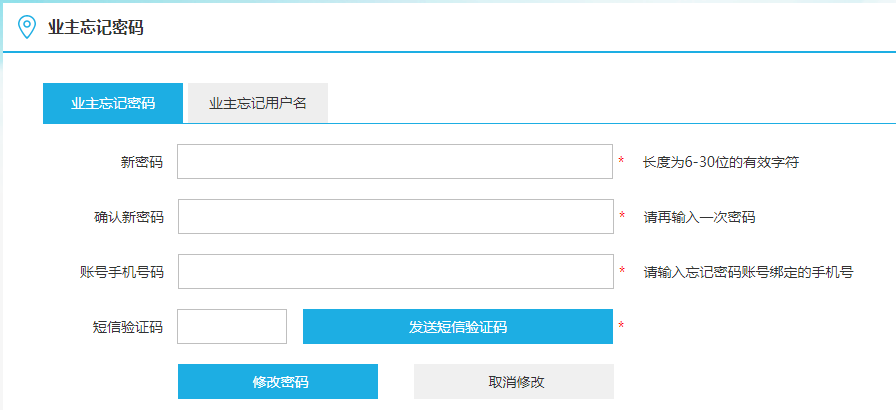 业主忘记密码
业主忘记密码 业主忘记用户名
新密码 * 长度为6-30位的有效字符
确认新密码 * 请再输入一次密码
账号手机号码 * 请输入忘记密码账号绑定的手机号
短信验证码 发送短信验证码 *
修改密码 取消修改